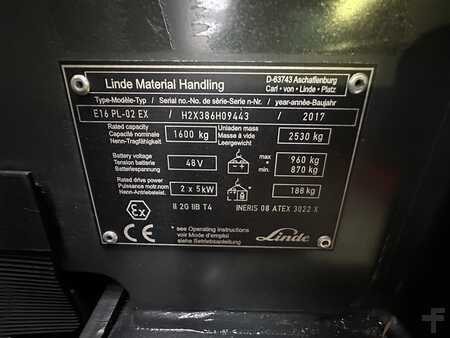 Linde Material Handling
D-63743 Aschaffenburg
Carl - von - Linde - Platz
Type-Modèle-Typ / Serial no.-No. de série-Serie n-Nr. / year-année-Baujahr
E16 PL-02 EX / H2X386H09443 / 2017
Rated capacity
Capacité nominale
Nenn-Tragfähigkeit
1600 kg
Unladen mass
Masse à vide
Leergewicht
2530 kg
Battery voltage
Tension batterie
Batteriespannung
48V
max * 960 kg
min * 870 kg
Rated drive power
Puissance motr.nom
Nenn-Antriebsleist.
2 x 5kW
188 kg
Ex II 2G IIB T4
INERIS 08 ATEX 3022 X
CE
* see Operating instructions
voir Mode d'emploi
siehe Betriebsanleitung
Linde